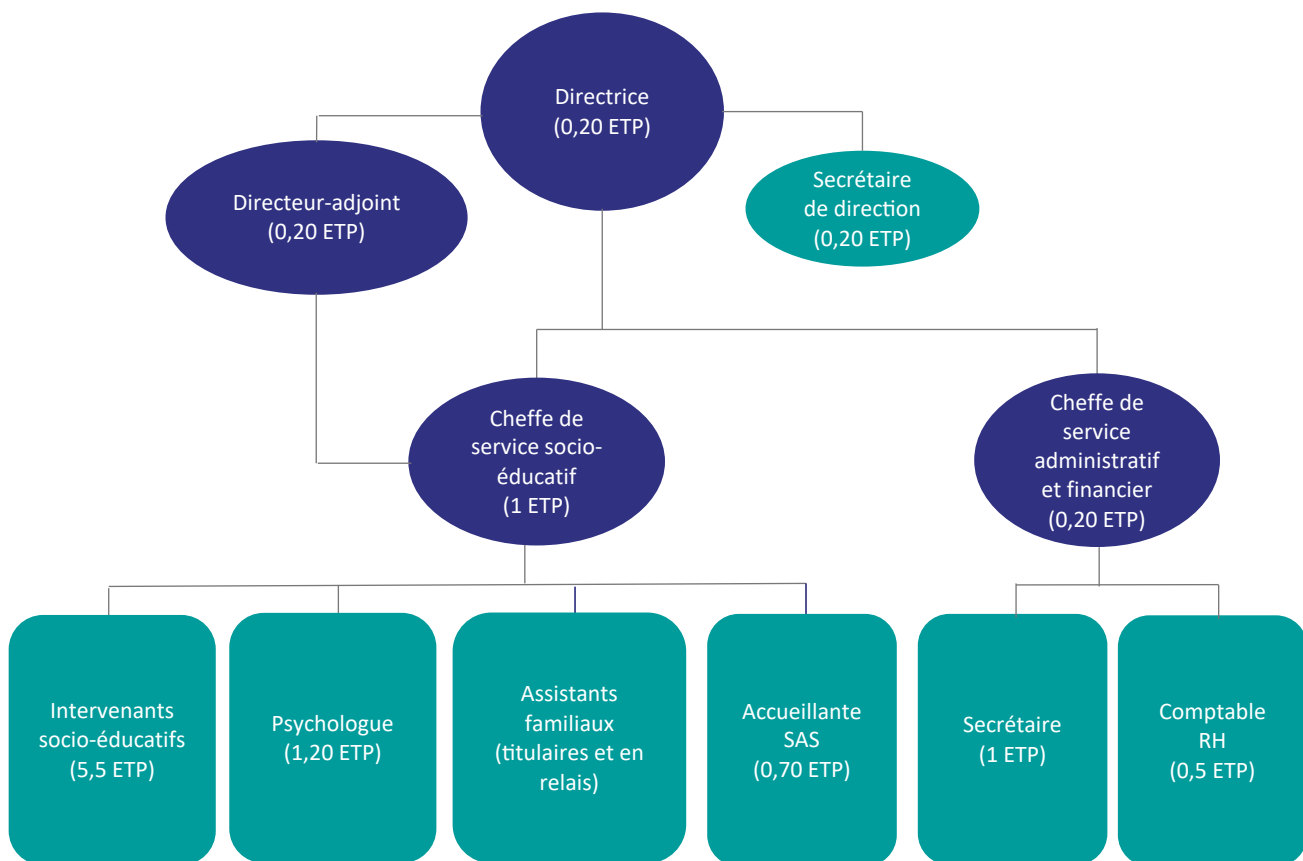 Directrice
(0,20 ETP)
Directeur-adjoint
(0,20 ETP)
Secrétaire
de direction
(0,20 ETP)
Cheffe de
service socio-
éducatif
(1 ETP)
Cheffe de
service
administratif
et financier
(0,20 ETP)
Intervenants
socio-éducatifs
(5,5 ETP)
Psychologue
(1,20 ETP)
Assistants
familiaux
(titulaires et en
relais)
Accueillante
SAS
(0,70 ETP)
Secrétaire
(1 ETP)
Comptable
RH
(0,5 ETP)